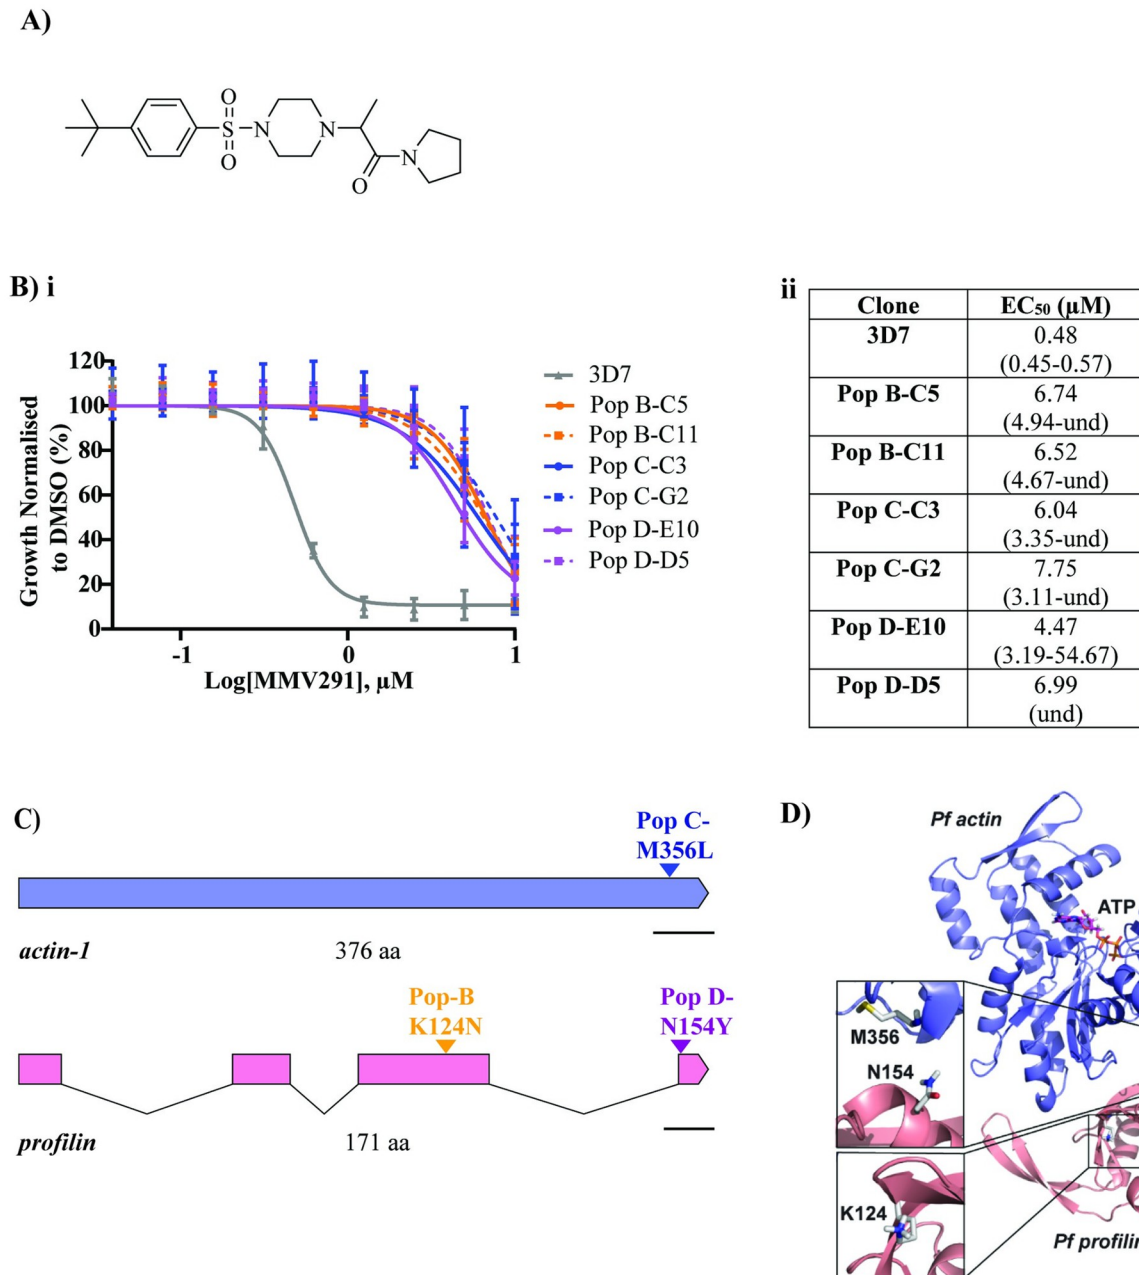 A)
O
S
O
N
N
O
N
B) i
Growth Normalised
to DMSO (%)
120
100
80
60
40
20
0
-1
0
1
Log[MMV291], µM
3D7
Pop B-C5
Pop B-C11
Pop C-C3
Pop C-G2
Pop D-E10
Pop D-D5
ii
Clone EC50 (µM)
3D7 0.48
(0.45-0.57)
Pop B-C5 6.74
(4.94-und)
Pop B-C11 6.52
(4.67-und)
Pop C-C3 6.04
(3.35-und)
Pop C-G2 7.75
(3.11-und)
Pop D-E10 4.47
(3.19-54.67)
Pop D-D5 6.99
(und)
C)
Pop C-
M356L
actin-1
376 aa
Pop-B
K124N
Pop D-
N154Y
profilin
171 aa
D)
Pf actin
ATP
M356
N154
K124
Pf profilin